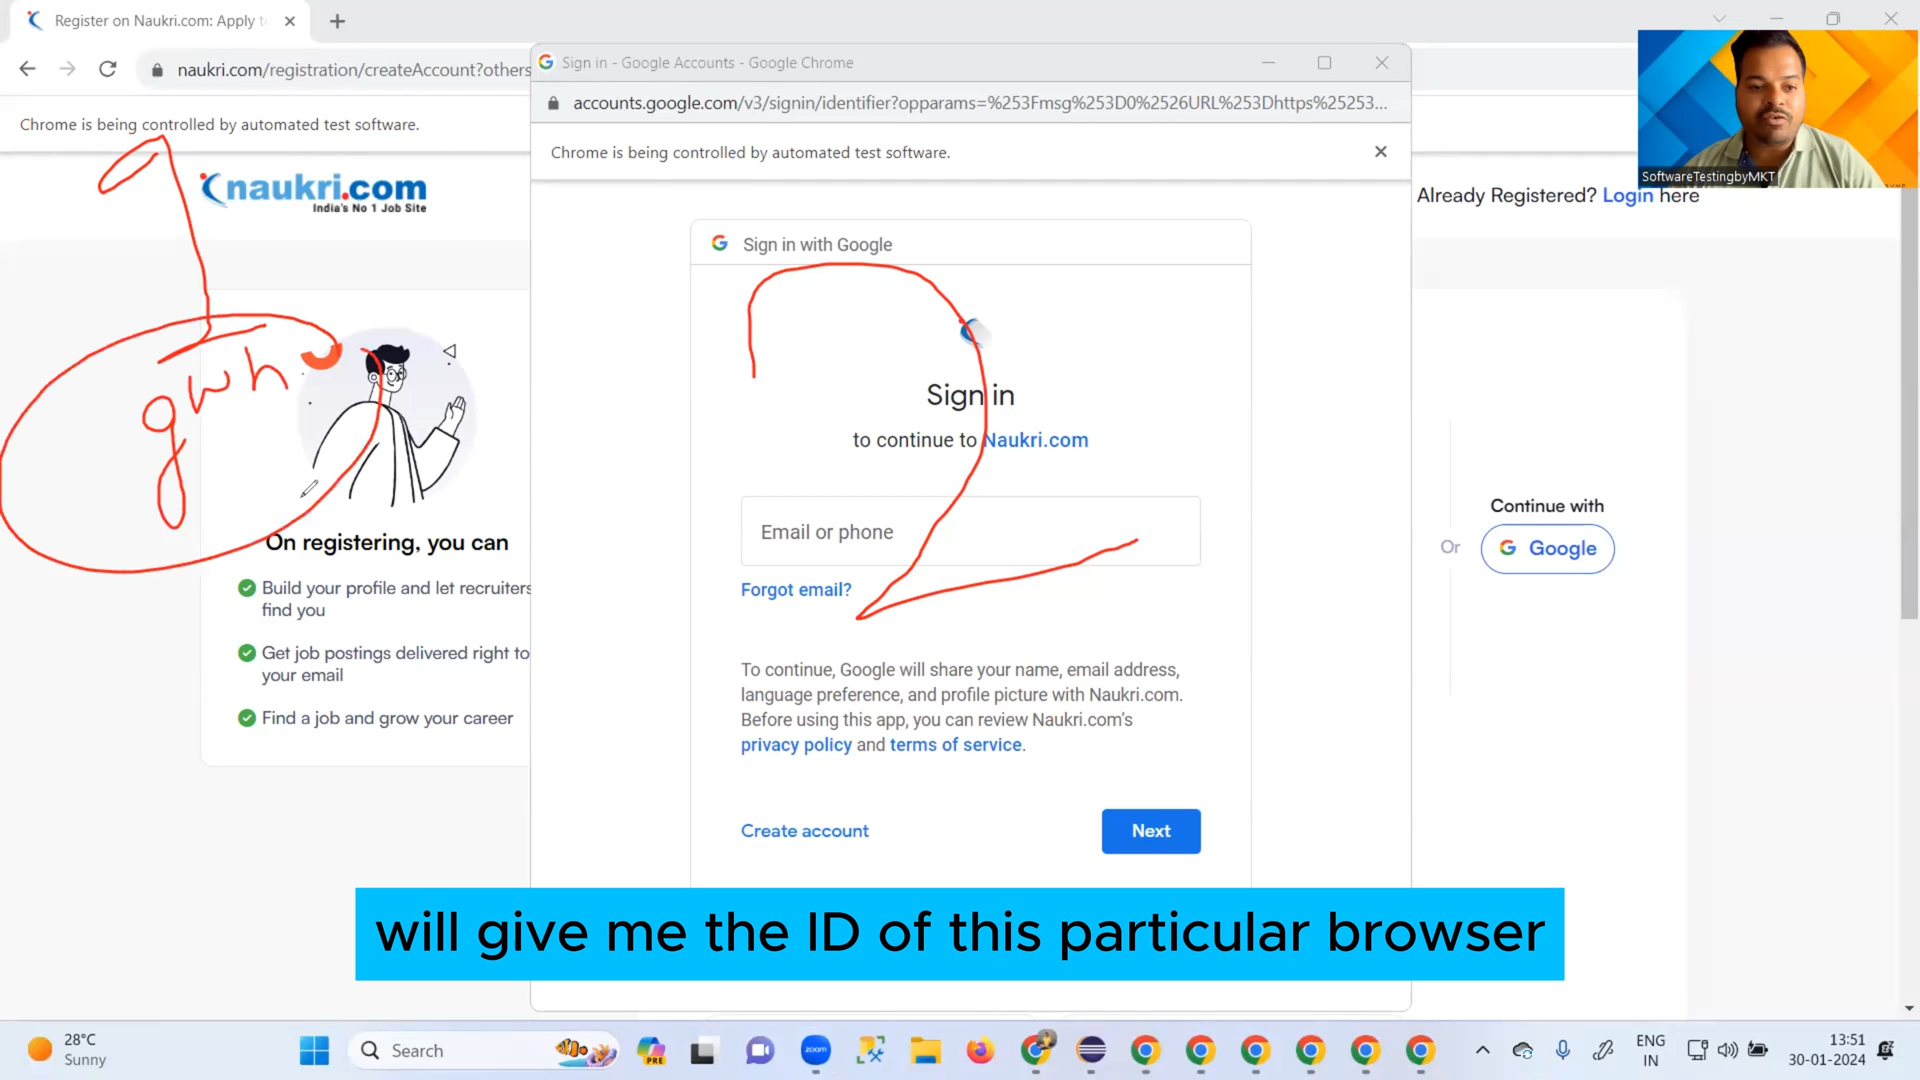 Register on Naukri.com: Apply to
naukri.com/registration/createAccount?others
Chrome is being controlled by automated test software.
Sign in - Google Accounts - Google Chrome
accounts.google.com/v3/signin/identifier?opparams=%253Fmsg%253D0%2526URL%253Dhttps%25253...
Chrome is being controlled by automated test software.
SoftwareTestingbyMKT
naukri.com
India's No 1 Job Site
Already Registered? Login here
Sign in with Google
1
2
gwh
Sign in
to continue to Naukri.com
Email or phone
Forgot email?
On registering, you can
Build your profile and let recruiters
find you
Get job postings delivered right to
your email
Find a job and grow your career
Or
Continue with
Google
To continue, Google will share your name, email address,
language preference, and profile picture with Naukri.com.
Before using this app, you can review Naukri.com's
privacy policy and terms of service.
Create account
Next
will give me the ID of this particular browser
28°C
Sunny
Search
PRE
zoom
ENG
IN
13:51
30-01-2024